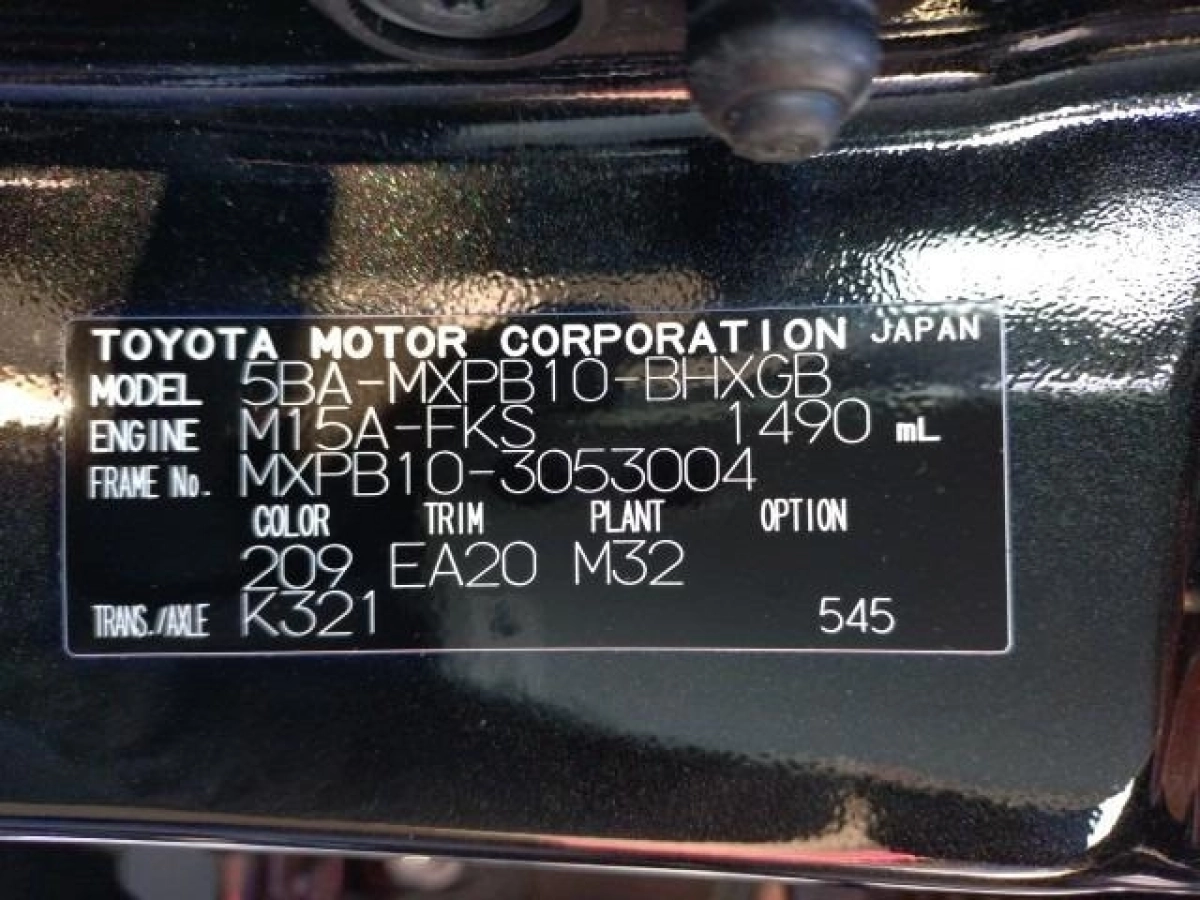 TOYOTA MOTOR CORPORATION JAPAN
MODEL 5BA-MXPB10-BHXGB
ENGINE M15A-FKS 1490 mL
FRAME No. MXPB10-3053004
COLOR TRIM PLANT OPTION
209 EA20 M32
TRANS./AXLE K321 545